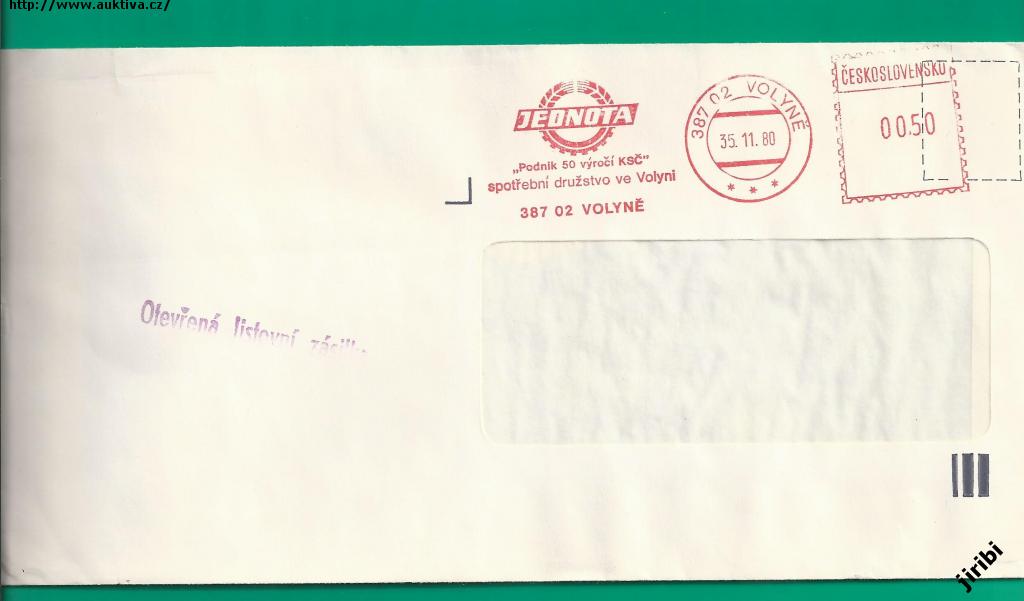 http://www.auktiva.cz/
JEDNOTA
„Podnik 50 výročí KSČ"
spotřební družstvo ve Volyni
387 02 VOLYNĚ
387 02 VOLYNĚ
35. 11. 80
* * *
ČESKOSLOVENSKO
00.50
Otevřená listovní
jiribi